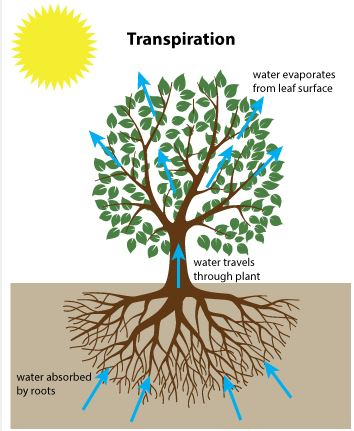 Transpiration
water evaporates
from leaf surface
water travels
through plant
water absorbed
by roots